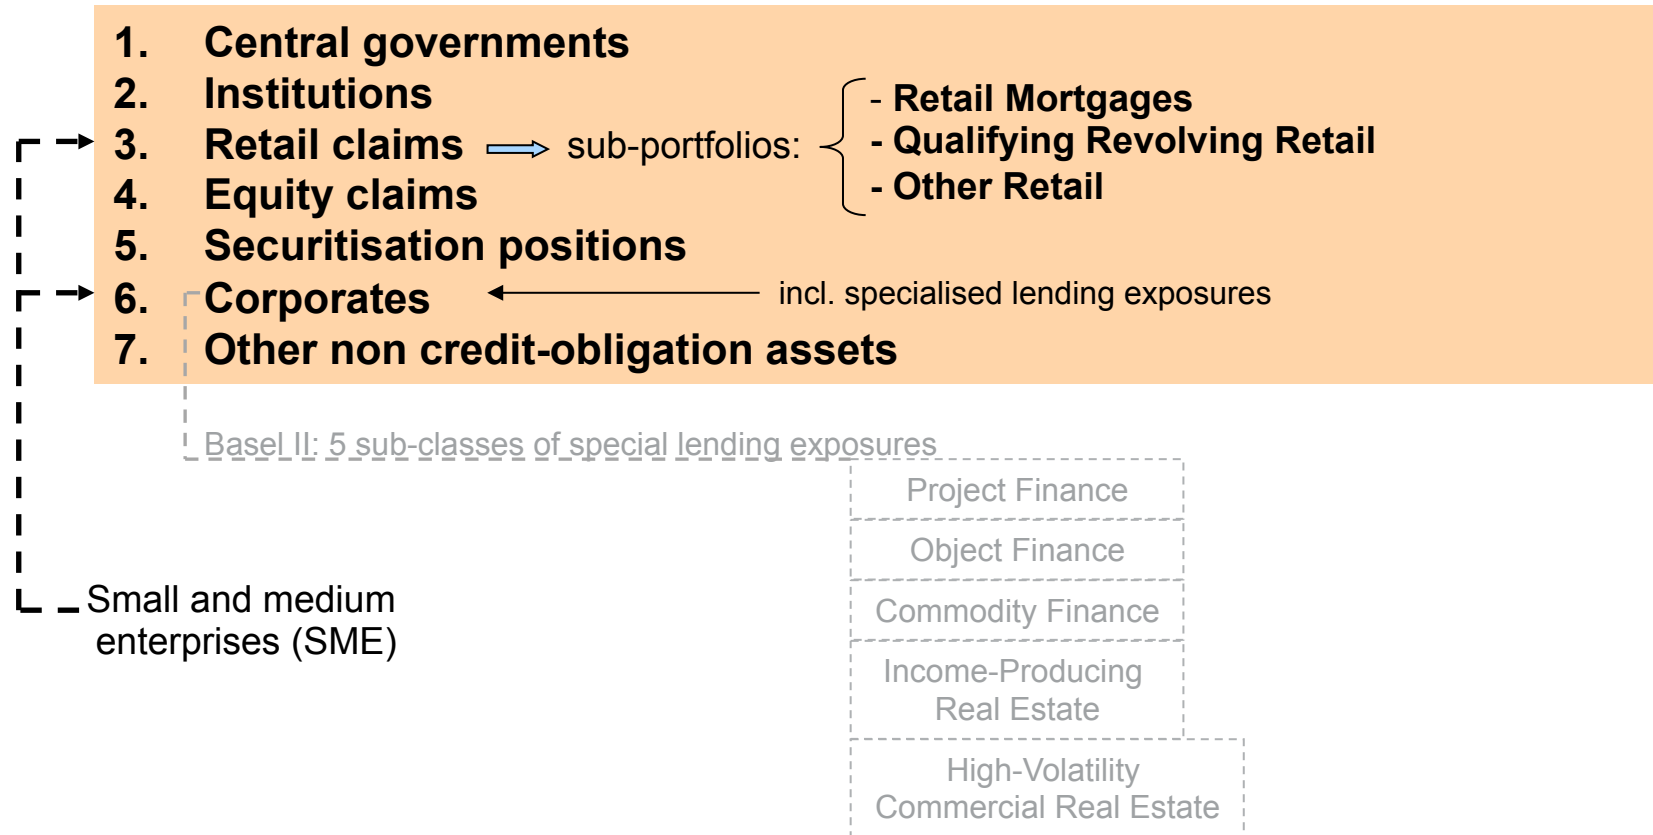 1. Central governments
2. Institutions
3. Retail claims
sub-portfolios:
- Retail Mortgages
- Qualifying Revolving Retail
- Other Retail
4. Equity claims
5. Securitisation positions
6. Corporates
incl. specialised lending exposures
7. Other non credit-obligation assets
Basel II: 5 sub-classes of special lending exposures
Project Finance
Object Finance
Commodity Finance
Income-Producing
Real Estate
High-Volatility
Commercial Real Estate
Small and medium
enterprises (SME)